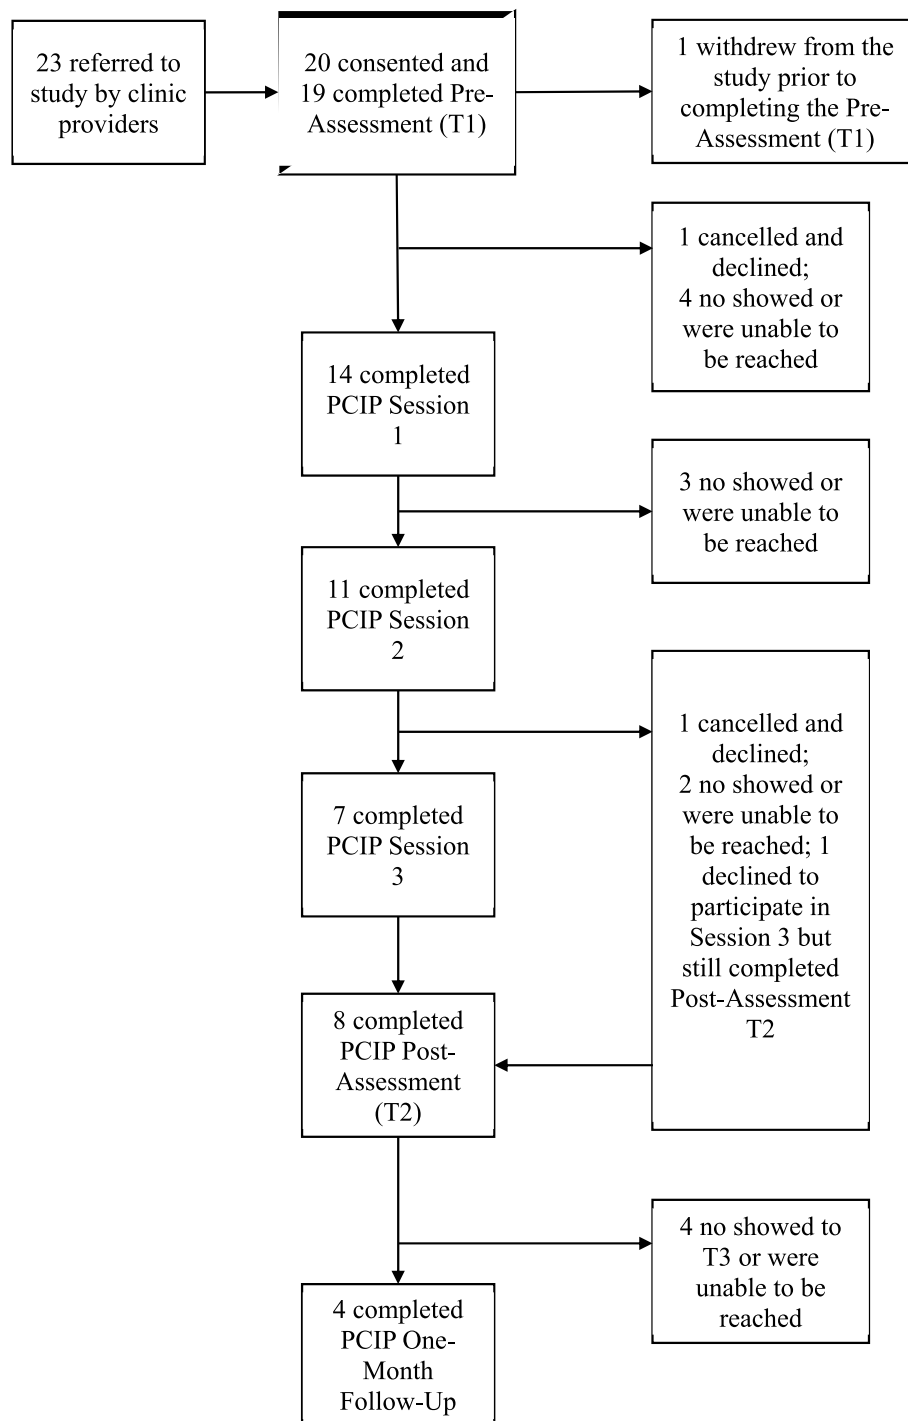 23 referred to
study by clinic
providers
20 consented and
19 completed Pre-
Assessment (T1)
1 withdrew from the
study prior to
completing the Pre-
Assessment (T1)
1 cancelled and
declined;
4 no showed or
were unable to
be reached
14 completed
PCIP Session
1
3 no showed or
were unable to
be reached
11 completed
PCIP Session
2
1 cancelled and
declined;
2 no showed or
were unable to
be reached; 1
declined to
participate in
Session 3 but
still completed
Post-Assessment
T2
7 completed
PCIP Session
3
8 completed
PCIP Post-
Assessment
(T2)
4 no showed to
T3 or were
unable to be
reached
4 completed
PCIP One-
Month
Follow-Up